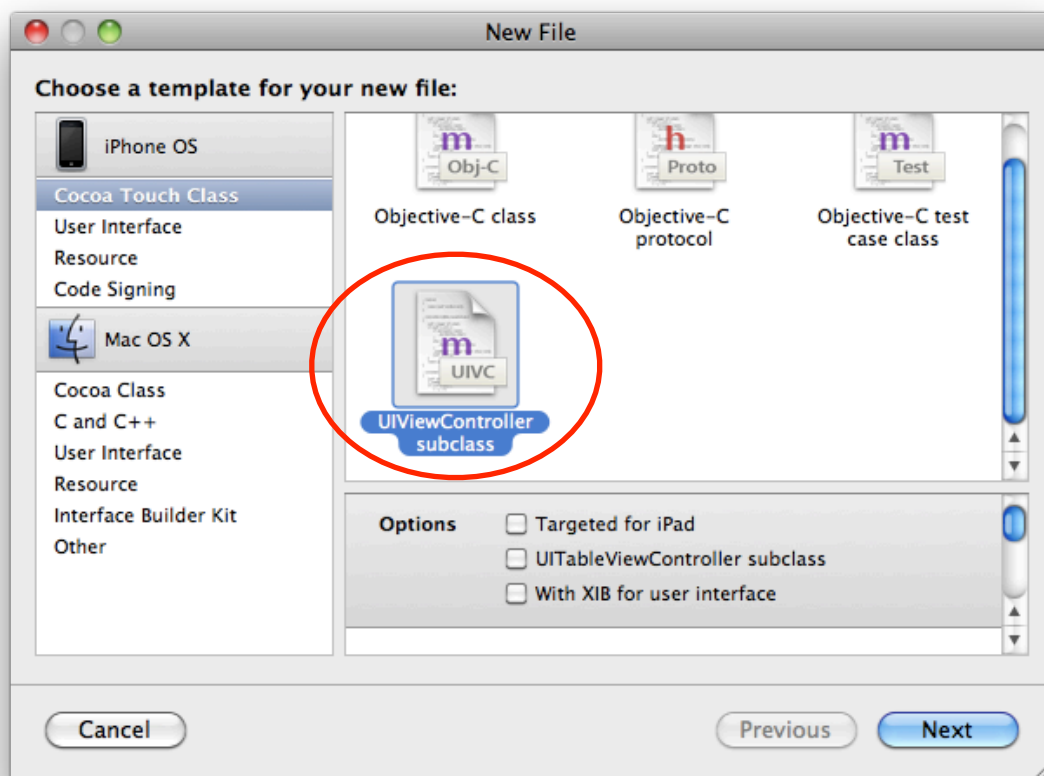 New File
Choose a template for your new file:
iPhone OS
Cocoa Touch Class
User Interface
Resource
Code Signing
Mac OS X
Cocoa Class
C and C++
User Interface
Resource
Interface Builder Kit
Other
m
Obj-C
Objective-C class
h
Proto
Objective-C
protocol
m
Test
Objective-C test
case class
m
UIVC
UIViewController
subclass
Options
Targeted for iPad
UITableViewController subclass
With XIB for user interface
Cancel
Previous
Next